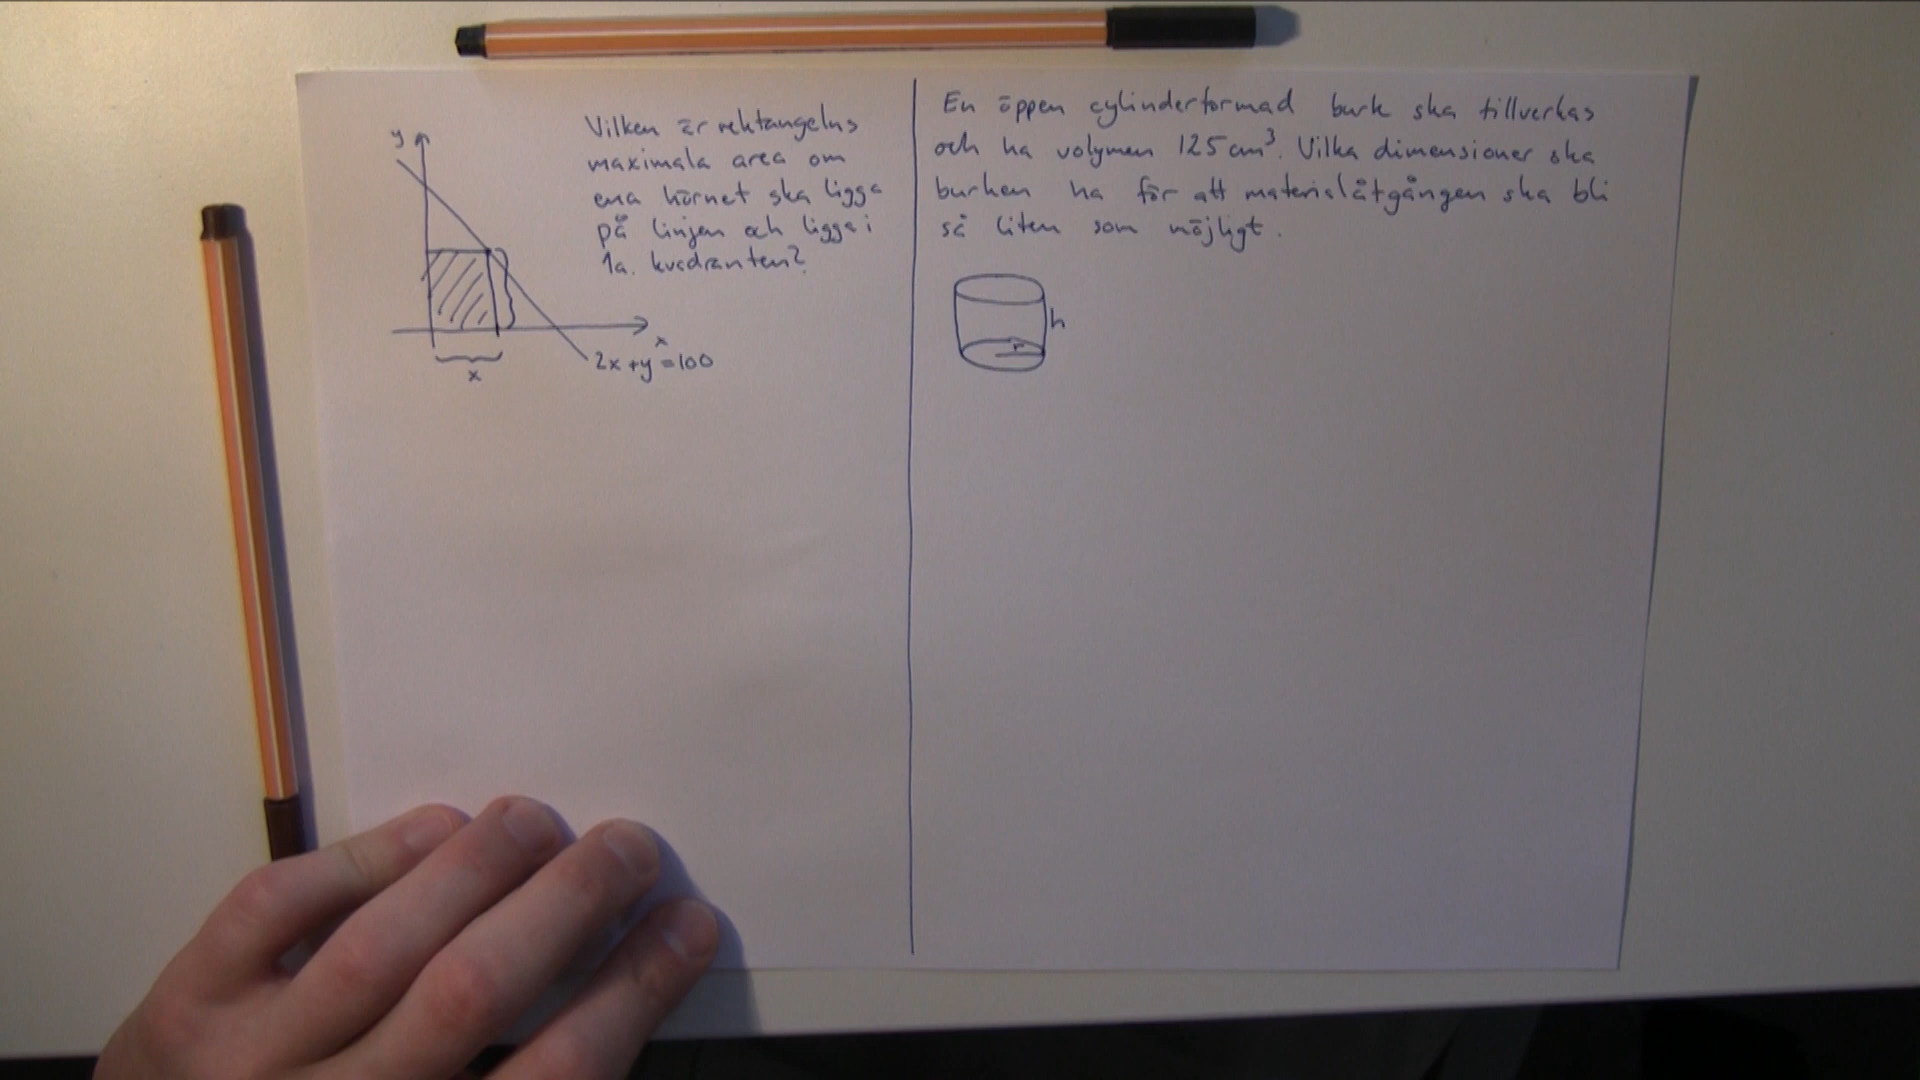 Vilken är rektangelns
maximala area om
ena hörnet ska ligga
på linjen och ligga i
1a. kvadranten?
y
x
x
2x+y=100
En öppen cylinderformad burk ska tillverkas
och ha volymen 125 cm³. Vilka dimensioner ska
burken ha för att materialåtgången ska bli
så liten som möjligt.
h
r